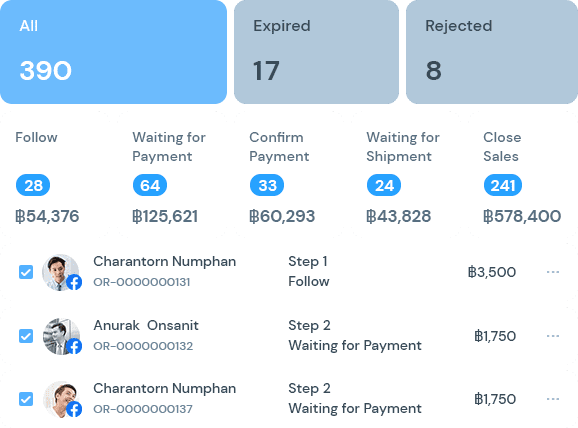 All
390
Expired
17
Rejected
8
Follow
28
฿54,376
Waiting for
Payment
64
฿125,621
Confirm
Payment
33
฿60,293
Waiting for
Shipment
24
฿43,828
Close
Sales
241
฿578,400
Charantorn Numphan
OR-0000000131
Step 1
Follow
฿3,500
Anurak Onsanit
OR-0000000132
Step 2
Waiting for Payment
฿1,750
Charantorn Numphan
OR-0000000137
Step 2
Waiting for Payment
฿1,750